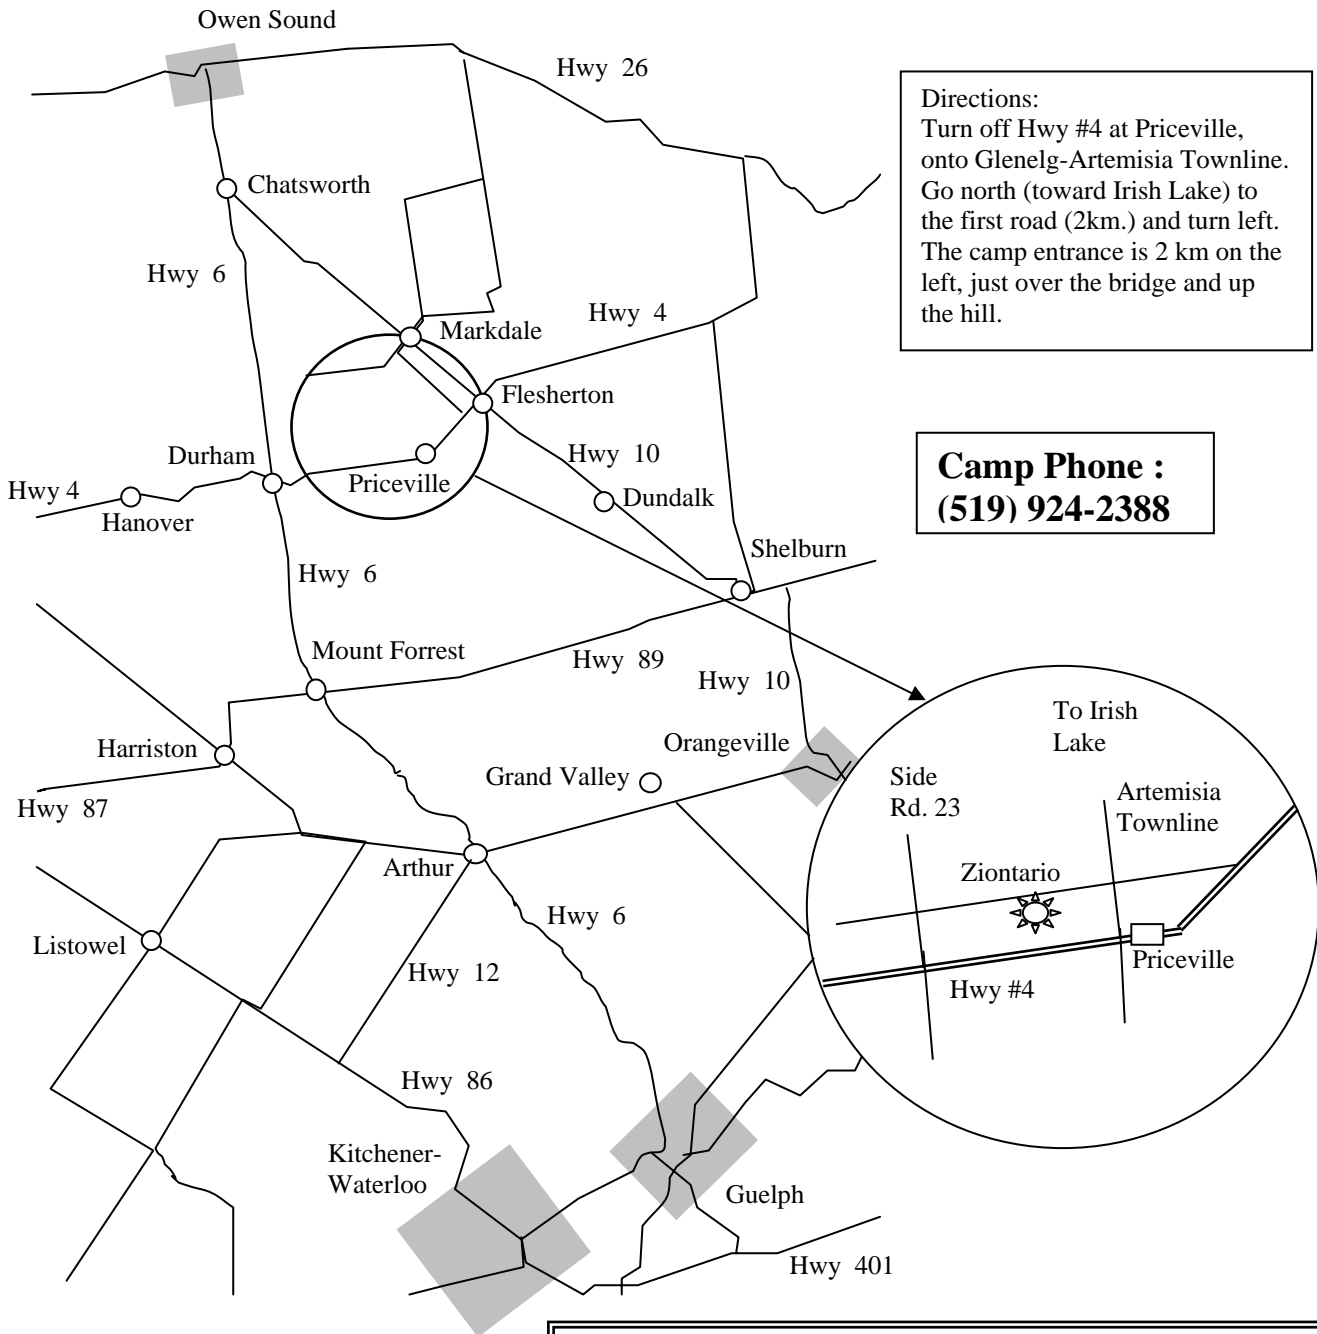 Owen Sound
Hwy  26
Directions:
Turn off Hwy #4 at Priceville,
onto Glenelg-Artemisia Townline.
Go north (toward Irish Lake) to
the first road (2km.) and turn left.
The camp entrance is 2 km on the
left, just over the bridge and up
the hill.
Chatsworth
Hwy  6
Hwy  4
Markdale
Flesherton
Durham
Hwy  10
Camp Phone :
(519) 924-2388
Hwy 4
Priceville
Dundalk
Hanover
Shelburn
Hwy  6
Mount Forrest
Hwy  89
Hwy  10
To Irish
Lake
Harriston
Orangeville
Grand Valley
Side
Rd. 23
Artemisia
Townline
Hwy  87
Arthur
Ziontario
Hwy  6
Listowel
Hwy  12
Priceville
Hwy #4
Hwy  86
Kitchener-
Waterloo
Guelph
Hwy  401